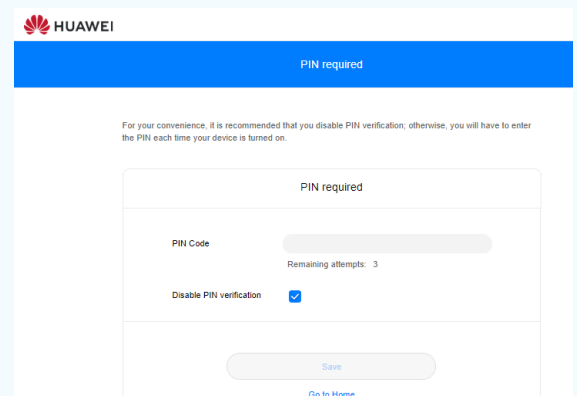 HUAWEI
PIN required
For your convenience, it is recommended that you disable PIN verification; otherwise, you will have to enter
the PIN each time your device is turned on.
PIN required
PIN Code
Remaining attempts: 3
Disable PIN verification
Save
Go to Home